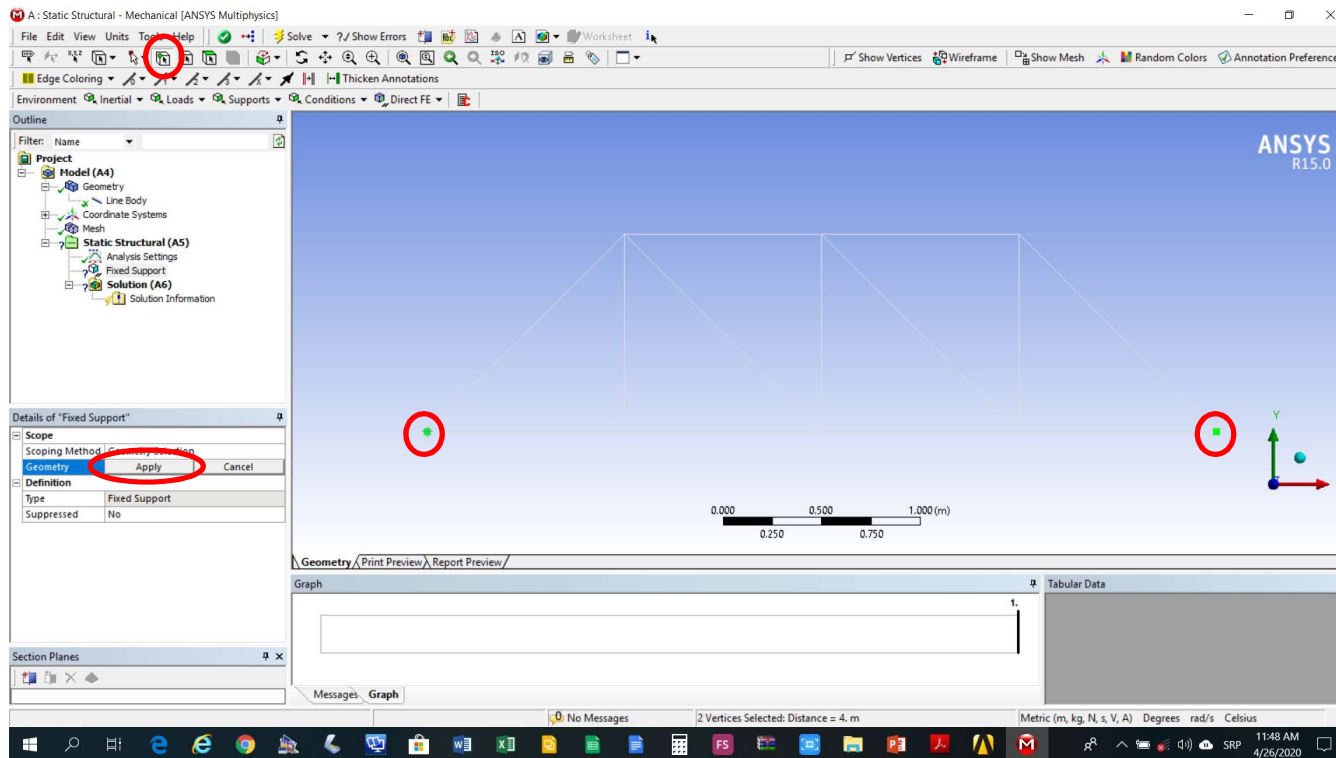 A : Static Structural - Mechanical [ANSYS Multiphysics]
File Edit View Units Tools Help Solve ?/ Show Errors A Worksheet
Show Vertices Wireframe Show Mesh Random Colors Annotation Preference
Edge Coloring Thicken Annotations
Environment Inertial Loads Supports Conditions Direct FE
Outline
Filter: Name
Project
Model (A4)
Geometry
Line Body
Coordinate Systems
Mesh
Static Structural (A5)
Analysis Settings
Fixed Support
Solution (A6)
Solution Information
ANSYS
R15.0
Details of "Fixed Support"
Scope
Scoping Method Geometry Selection
Geometry Apply Cancel
Definition
Type Fixed Support
Suppressed No
Y
0.000 0.500 1.000 (m)
0.250 0.750
Geometry Print Preview Report Preview
Graph
Tabular Data
1.
Section Planes
Messages Graph
0 No Messages
2 Vertices Selected: Distance = 4. m
Metric (m, kg, N, s, V, A) Degrees rad/s Celsius
FS
SRP
11:48 AM
4/26/2020